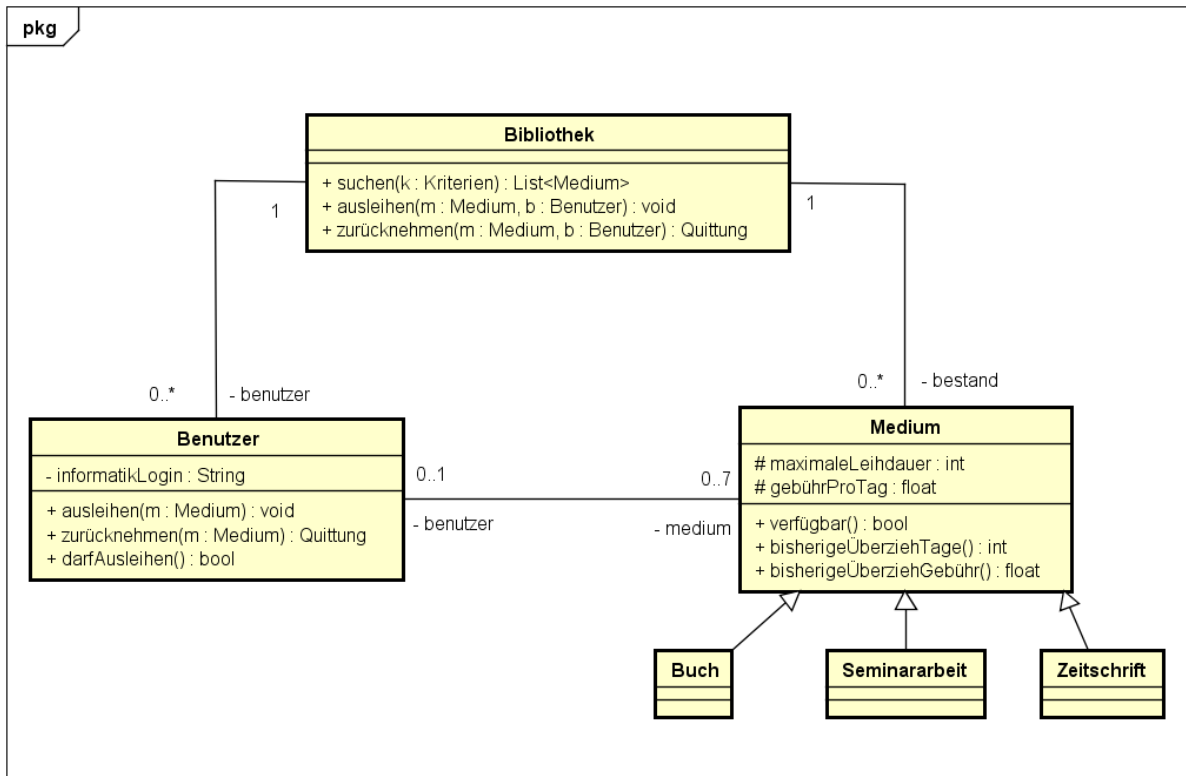 pkg
Bibliothek
+ suchen(k : Kriterien) : List<Medium>
+ ausleihen(m : Medium, b : Benutzer) : void
+ zurücknehmen(m : Medium, b : Benutzer) : Quittung
1
1
0..*
- benutzer
0..*
- bestand
Benutzer
- informatikLogin : String
+ ausleihen(m : Medium) : void
+ zurücknehmen(m : Medium) : Quittung
+ darfAusleihen() : bool
0..1
- benutzer
0..7
- medium
Medium
# maximaleLeihdauer : int
# gebührProTag : float
+ verfügbar() : bool
+ bisherigeÜberziehTage() : int
+ bisherigeÜberziehGebühr() : float
Buch
Seminararbeit
Zeitschrift